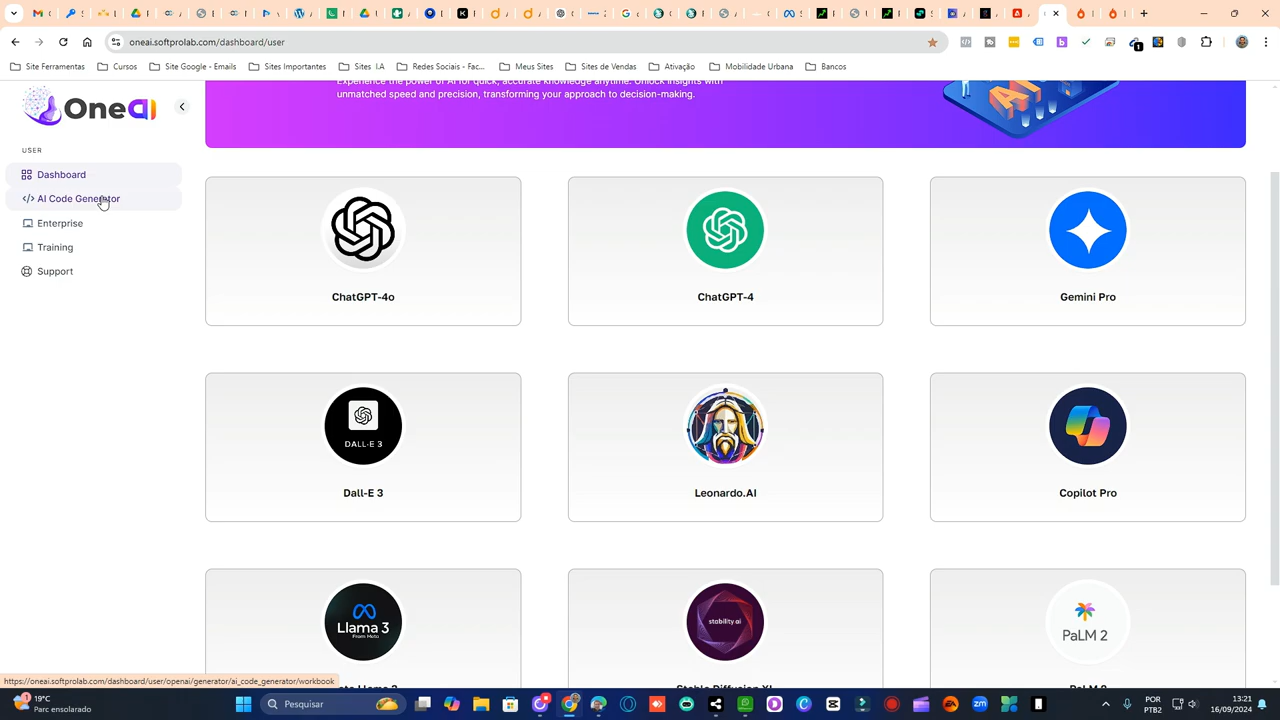 oneai.softprolab.com/dashboard/user
Site Ferramentas
Cursos
Site Google - Emails
Sites Importantes
Sites I.A
Redes Sociais - Fac...
Meus Sites
Sites de Vendas
Ativação
Mobilidade Urbana
Bancos
OneAI
Experience the power of AI for quick, accurate knowledge anytime. Unlock insights with
unmatched speed and precision, transforming your approach to decision-making.
AI
USER
Dashboard
AI Code Generator
Enterprise
Training
Support
ChatGPT-4o
ChatGPT-4
Gemini Pro
DALL·E 3
Dall-E 3
Leonardo.AI
Copilot Pro
Llama 3
From Meta
stability ai
PaLM 2
https://oneai.softprolab.com/dashboard/user/openai/generator/ai_code_generator/workbook
19°C
Parc ensolarado
Pesquisar
POR
PTB2
13:21
16/09/2024